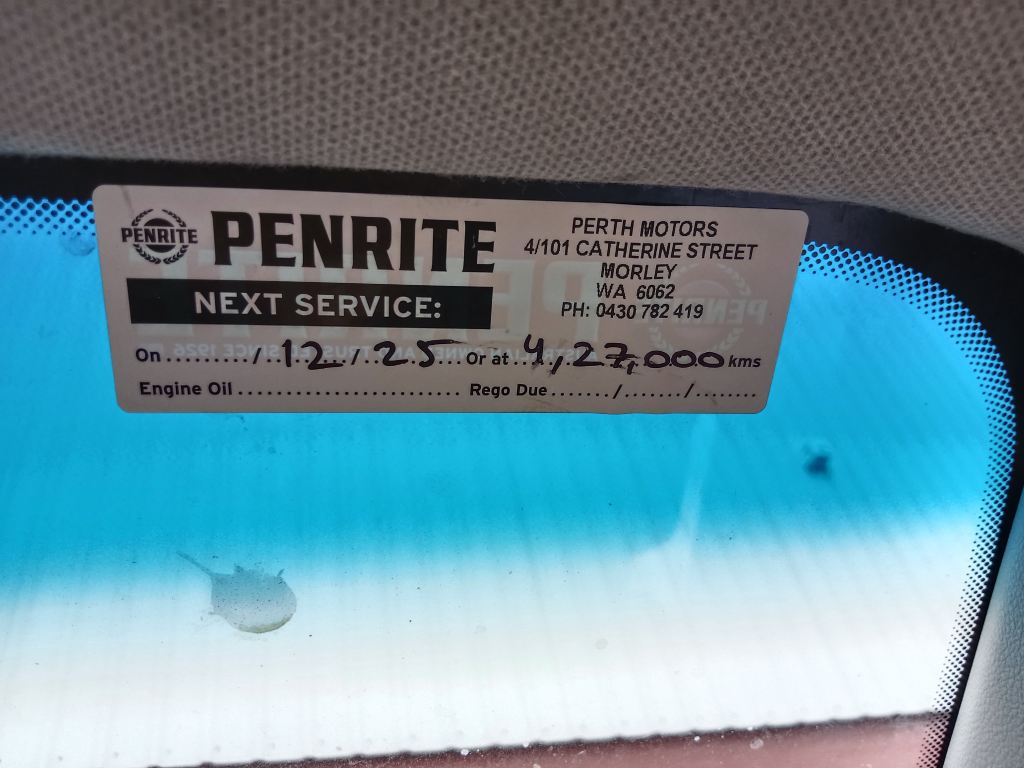 PENRITE
PENRITE
NEXT SERVICE:
PERTH MOTORS
4/101 CATHERINE STREET
MORLEY
WA 6062
PH: 0430 782 419
On ........../ 12 / 25 Or at 4,27,000 kms
Engine Oil ....................... Rego Due ......./......./........